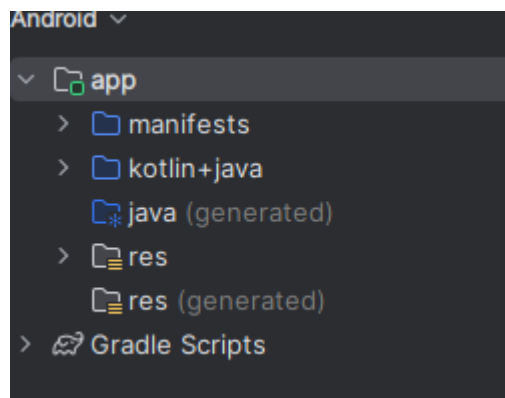 Android
app
manifests
kotlin+java
java (generated)
res
res (generated)
Gradle Scripts